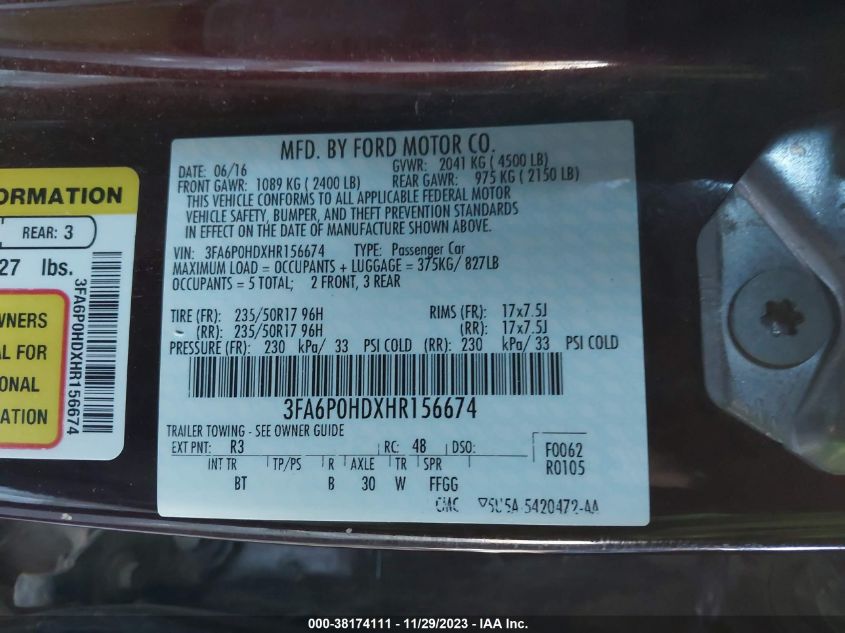 ORMATION
REAR: 3
27 lbs.
3FA6P0HDXHR156674
WNERS
AL FOR
ONAL
ATION
MFD. BY FORD MOTOR CO.
DATE: 06/16 GVWR: 2041 KG ( 4500 LB)
FRONT GAWR: 1089 KG ( 2400 LB) REAR GAWR: 975 KG ( 2150 LB)
THIS VEHICLE CONFORMS TO ALL APPLICABLE FEDERAL MOTOR
VEHICLE SAFETY, BUMPER, AND THEFT PREVENTION STANDARDS
IN EFFECT ON THE DATE OF MANUFACTURE SHOWN ABOVE.
VIN: 3FA6P0HDXHR156674 TYPE: Passenger Car
MAXIMUM LOAD = OCCUPANTS + LUGGAGE = 375KG/ 827LB
OCCUPANTS = 5 TOTAL; 2 FRONT, 3 REAR
TIRE (FR): 235/50R17 96H RIMS (FR): 17x7.5J
(RR): 235/50R17 96H (RR): 17x7.5J
PRESSURE (FR): 230 kPa/ 33 PSI COLD (RR): 230 kPa/ 33 PSI COLD
3FA6P0HDXHR156674
TRAILER TOWING - SEE OWNER GUIDE
EXT PNT: R3 RC: 48 DSO: F0062
R0105
INT TR TP/PS R AXLE TR SPR
BT B 30 W FFGG
CMC 5U5A-5420472-AA
000-38174111 - 11/29/2023 - IAA Inc.